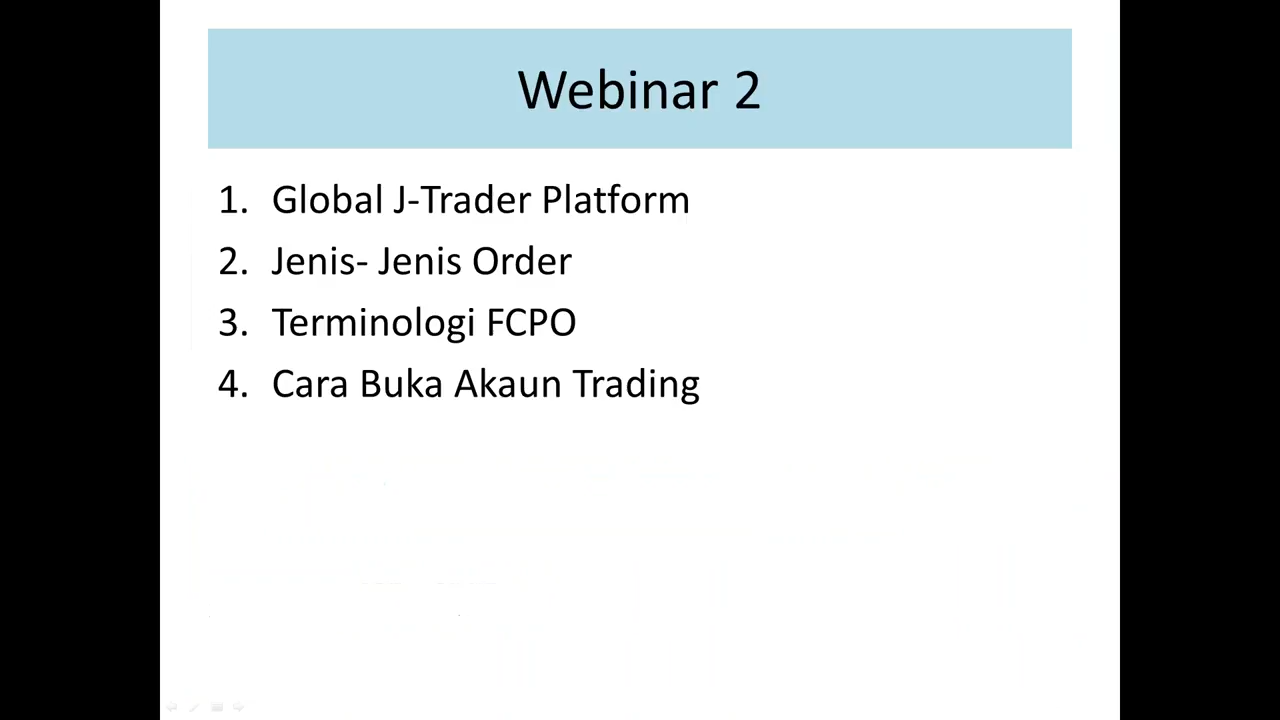 Webinar 2
1. Global J-Trader Platform
2. Jenis- Jenis Order
3. Terminologi FCPO
4. Cara Buka Akaun Trading